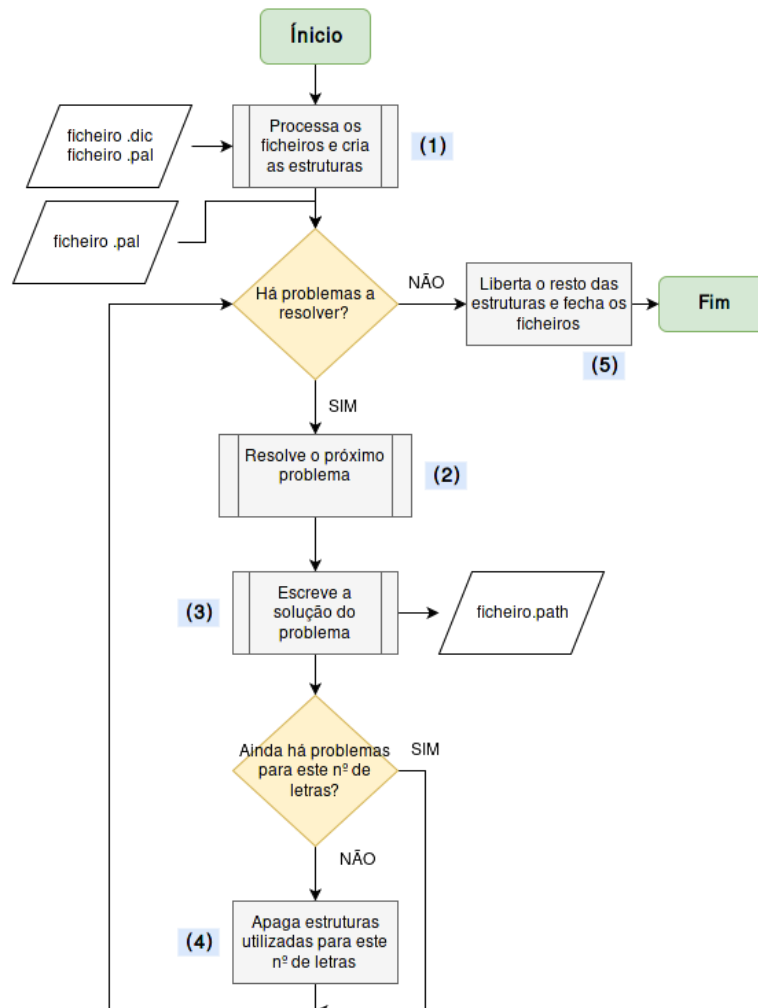 Ínicio
ficheiro .dic
ficheiro .pal
Processa os
ficheiros e cria
as estruturas
(1)
ficheiro .pal
Há problemas a
resolver?
NÃO
Liberta o resto das
estruturas e fecha os
ficheiros
Fim
(5)
SIM
Resolve o próximo
problema
(2)
(3)
Escreve a
solução do
problema
ficheiro.path
Ainda há problemas
para este nº de
letras?
SIM
NÃO
(4)
Apaga estruturas
utilizadas para este
nº de letras